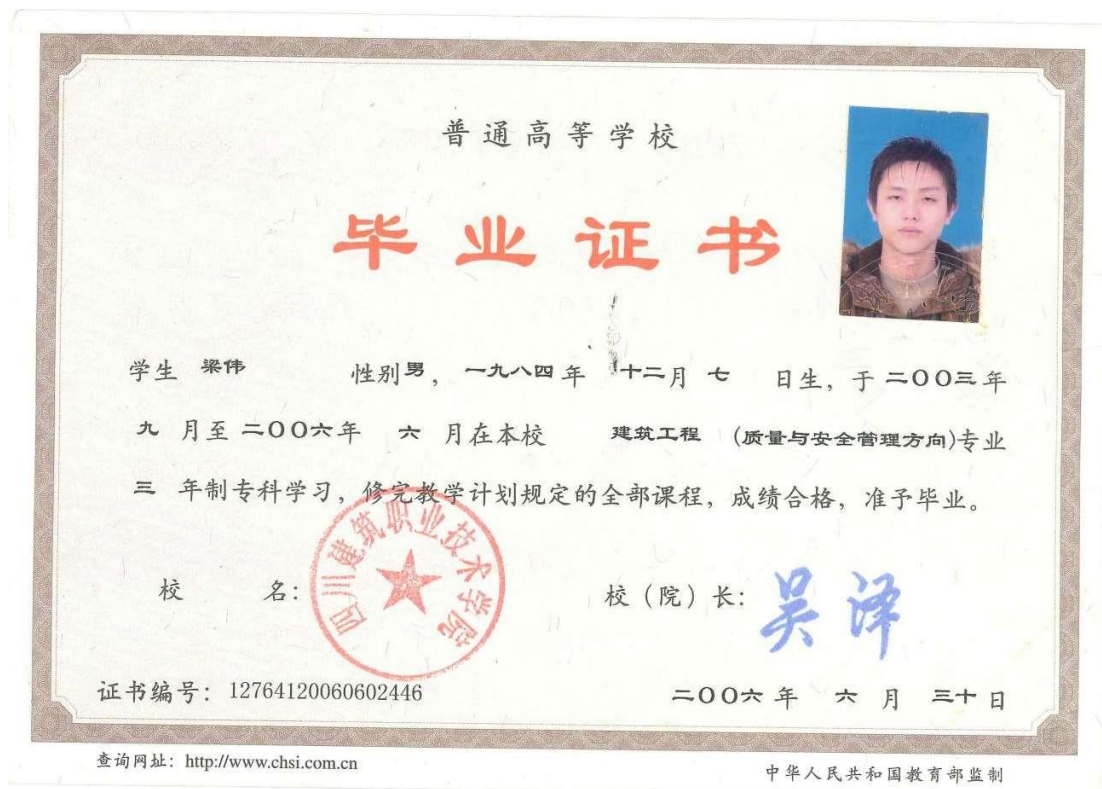 普通高等学校
毕业证书
学生 梁伟 性别男，一九八四年 十二月 七 日生，于 二〇〇三年
九 月至 二〇〇六年 六 月在本校 建筑工程 (质量与安全管理方向)专业
三 年制专科学习，修完教学计划规定的全部课程，成绩合格，准予毕业。
四川建筑职业技术学院
校 名： 校（院）长： 吴泽
证书编号：12764120060602446 二〇〇六年 六 月 三十日
查询网址：http://www.chsi.com.cn 中华人民共和国教育部监制